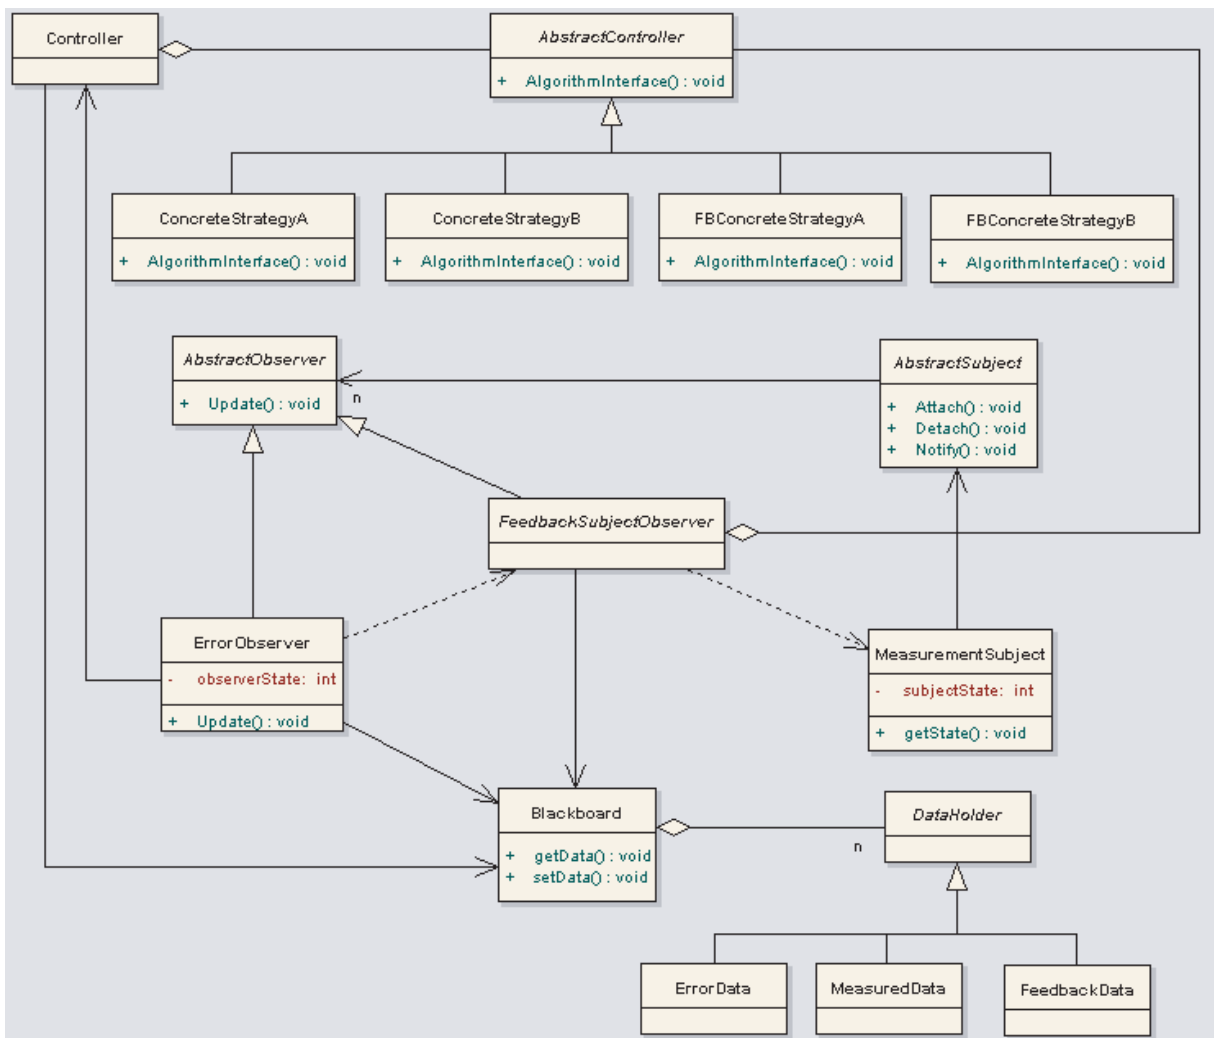 Controller
AbstractController
+ AlgorithmInterface() : void
ConcreteStrategyA
+ AlgorithmInterface() : void
ConcreteStrategyB
+ AlgorithmInterface() : void
FBConcreteStrategyA
+ AlgorithmInterface() : void
FBConcreteStrategyB
+ AlgorithmInterface() : void
AbstractObserver
+ Update() : void
n
AbstractSubject
+ Attach() : void
+ Detach() : void
+ Notify() : void
FeedbackSubjectObserver
ErrorObserver
- observerState: int
+ Update() : void
MeasurementSubject
- subjectState: int
+ getState() : void
Blackboard
+ getData() : void
+ setData() : void
n
DataHolder
ErrorData
MeasuredData
FeedbackData